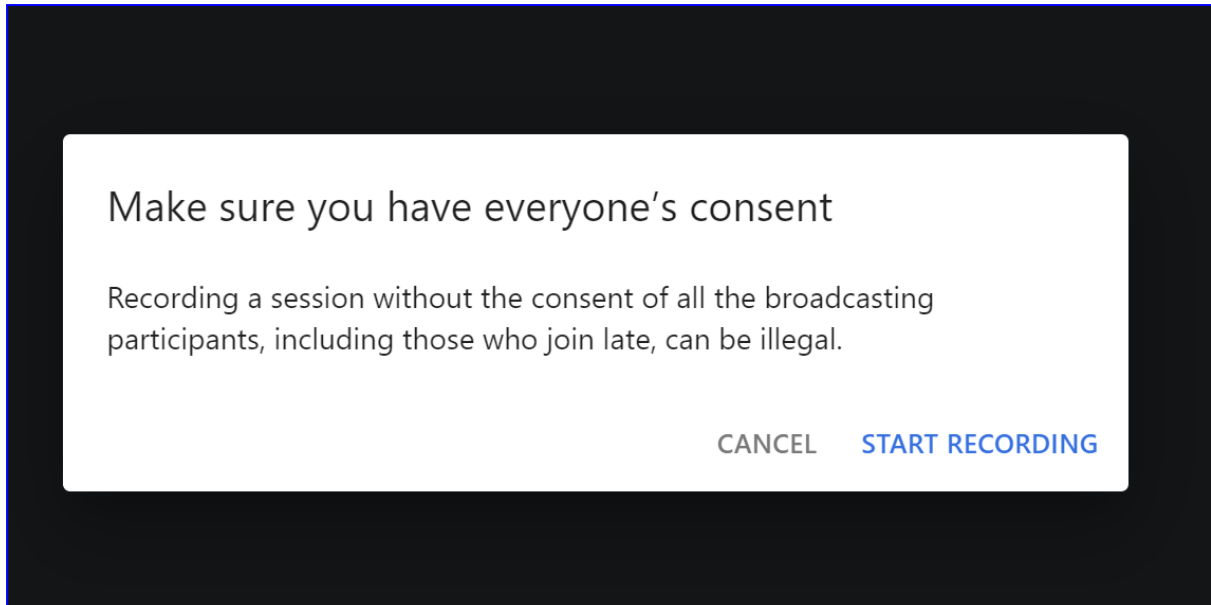 Make sure you have everyone’s consent
Recording a session without the consent of all the broadcasting
participants, including those who join late, can be illegal.
CANCEL START RECORDING